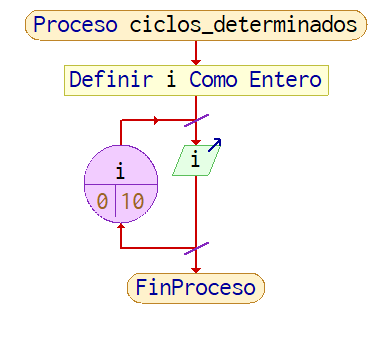 Proceso ciclos_determinados
Definir i Como Entero
i
i
0 10
FinProceso